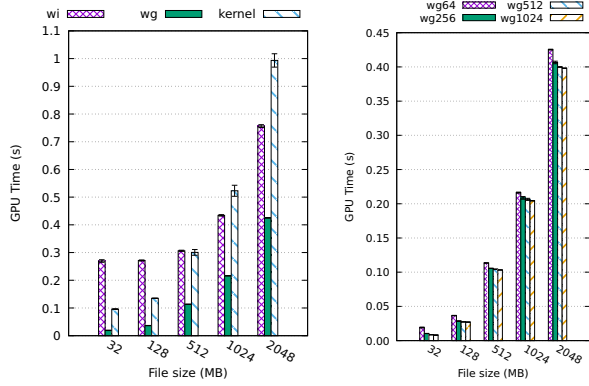 wi wg kernel
GPU Time (s)
1.1
1
0.9
0.8
0.7
0.6
0.5
0.4
0.3
0.2
0.1
0
32 128 512 1024 2048
File size (MB)
wg64 wg512
wg256 wg1024
GPU Time (s)
0.45
0.40
0.35
0.30
0.25
0.20
0.15
0.10
0.05
0.00
32 128 512 1024 2048
File size (MB)